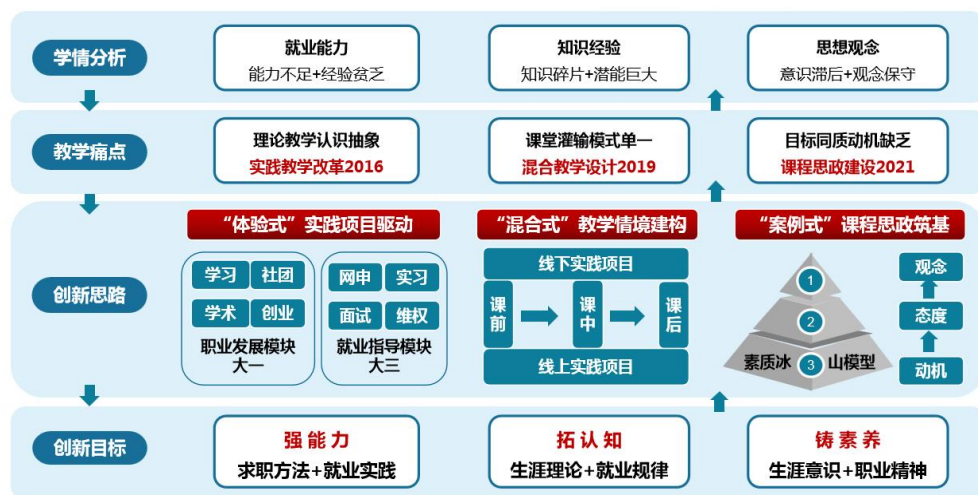 学情分析
就业能力
能力不足+经验贫乏
知识经验
知识碎片+潜能巨大
思想观念
意识滞后+观念保守
教学痛点
理论教学认识抽象
实践教学改革2016
课堂灌输模式单一
混合教学设计2019
目标同质动机缺乏
课程思政建设2021
创新思路
“体验式”实践项目驱动
学习 社团
学术 创业
职业发展模块
大一
网申 实习
面试 维权
就业指导模块
大三
“混合式”教学情境建构
线下实践项目
课前
课中
课后
线上实践项目
“案例式”课程思政筑基
1
2
素质冰 3 山模型
观念
态度
动机
创新目标
强能力
求职方法+就业实践
拓认知
生涯理论+就业规律
铸素养
生涯意识+职业精神